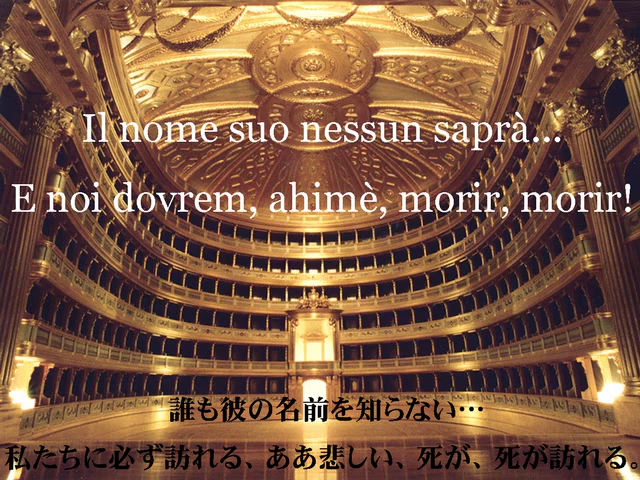 Il nome suo nessun saprà...
E noi dovrem, ahimè, morir, morir!
誰も彼の名前を知らない…
私たちに必ず訪れる、ああ悲しい、死が、死が訪れる。